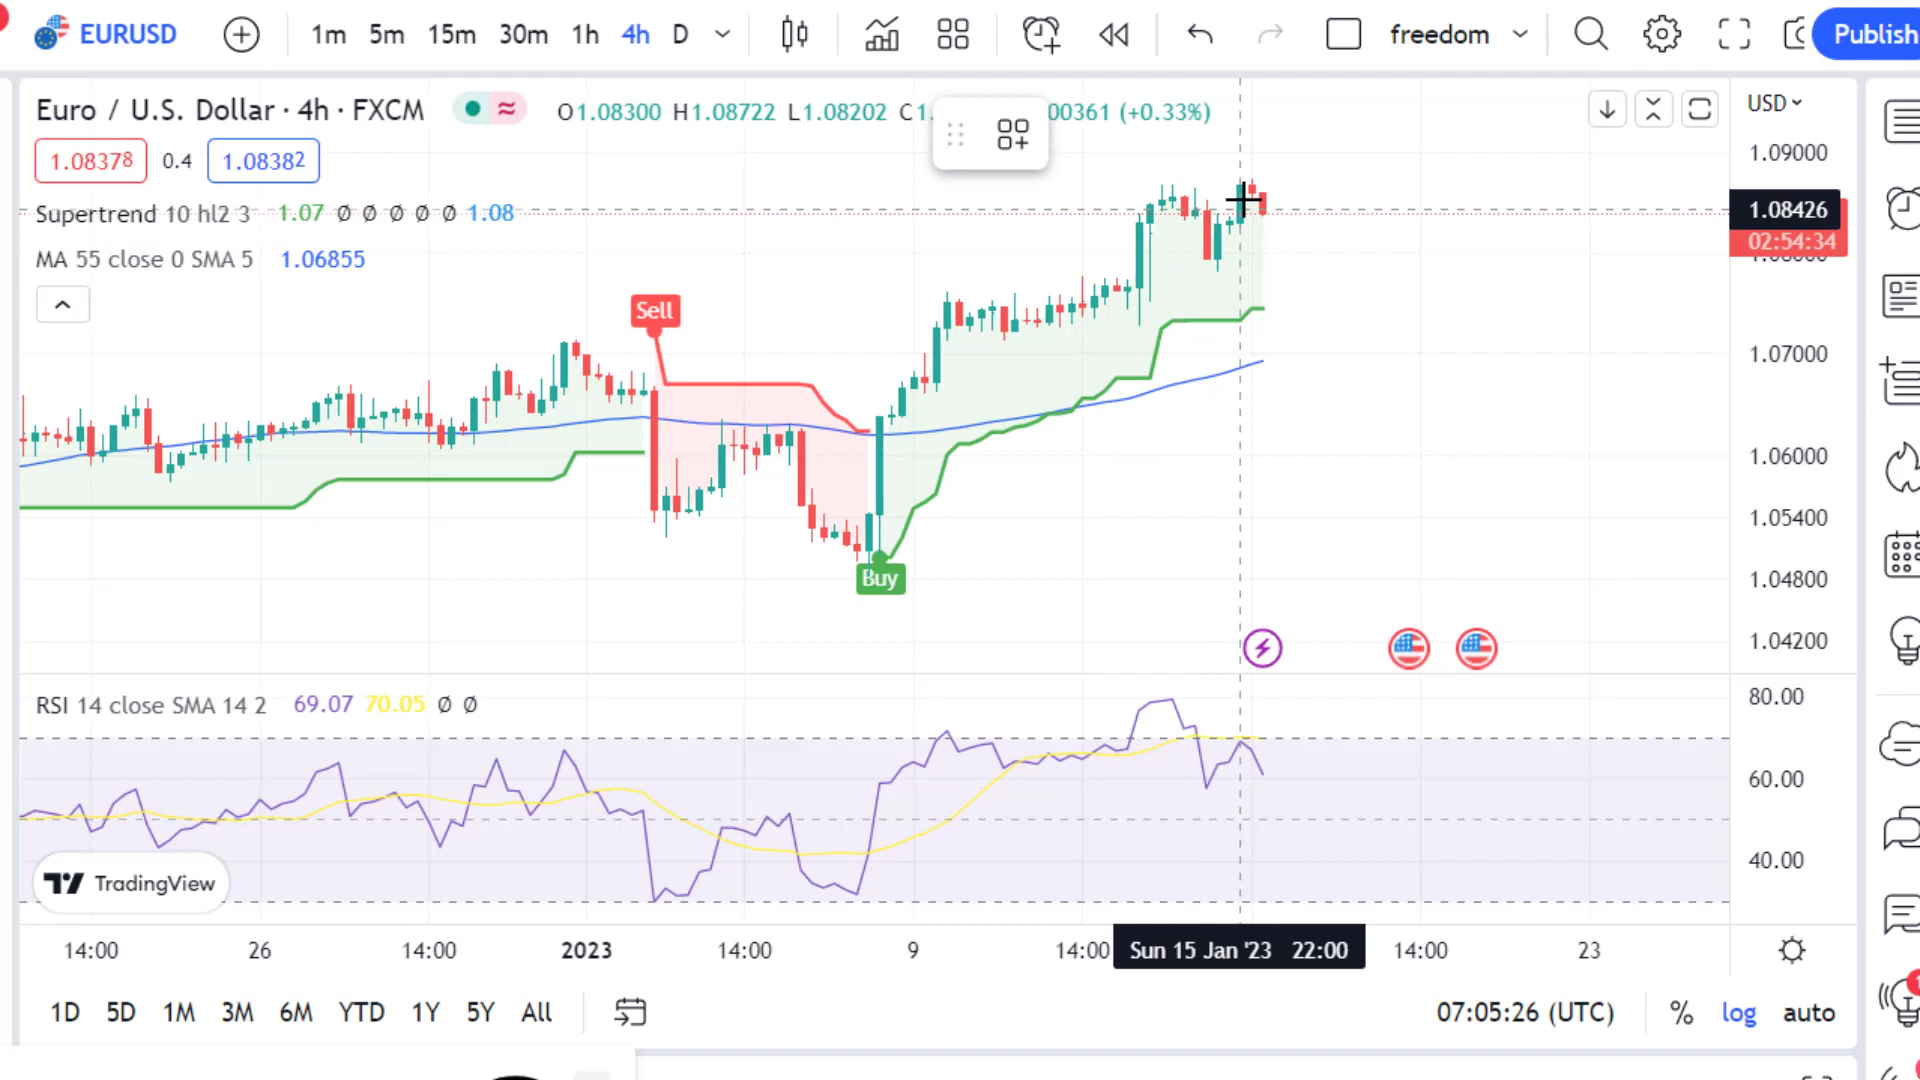 EURUSD 1m 5m 15m 30m 1h 4h D freedom Publish
Euro / U.S. Dollar · 4h · FXCM O1.08300 H1.08722 L1.08202 C1. 00361 (+0.33%)
USD
1.08378 0.4 1.08382
Supertrend 10 hl2 3 1.07 Ø Ø Ø Ø Ø 1.08
MA 55 close 0 SMA 5 1.06855
1.09000
1.08426
02:54:34
1.07000
1.06000
1.05400
1.04800
1.04200
Sell
Buy
RSI 14 close SMA 14 2 69.07 70.05 Ø Ø
80.00
60.00
40.00
TradingView
14:00 26 14:00 2023 14:00 9 14:00 Sun 15 Jan '23 22:00 14:00 23
1D 5D 1M 3M 6M YTD 1Y 5Y All 07:05:26 (UTC) % log auto